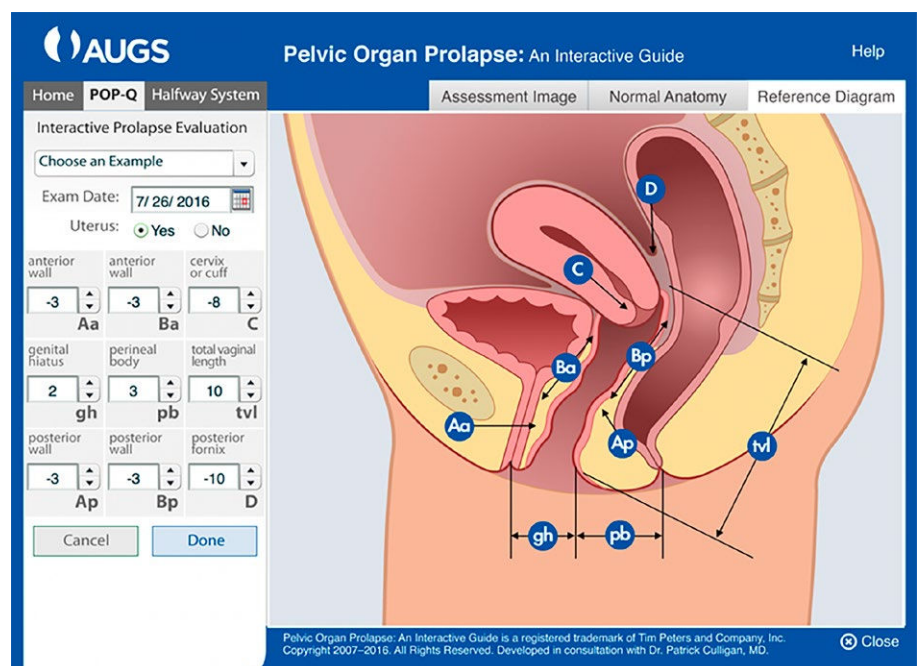 AUGS
Pelvic Organ Prolapse: An Interactive Guide
Help
Home POP-Q Halfway System
Assessment Image Normal Anatomy Reference Diagram
Interactive Prolapse Evaluation
Choose an Example
Exam Date: 7/ 26/ 2016
Uterus: Yes No
anterior wall
-3
Aa
anterior wall
-3
Ba
cervix or cuff
-8
C
genital hiatus
2
gh
perineal body
3
pb
total vaginal length
10
tvl
posterior wall
-3
Ap
posterior wall
-3
Bp
posterior fornix
-10
D
Cancel Done
D
C
Ba
Bp
Aa
Ap
tvl
gh
pb
Pelvic Organ Prolapse: An Interactive Guide is a registered trademark of Tim Peters and Company, Inc.
Copyright 2007–2016. All Rights Reserved. Developed in consultation with Dr. Patrick Culligan, MD.
Close